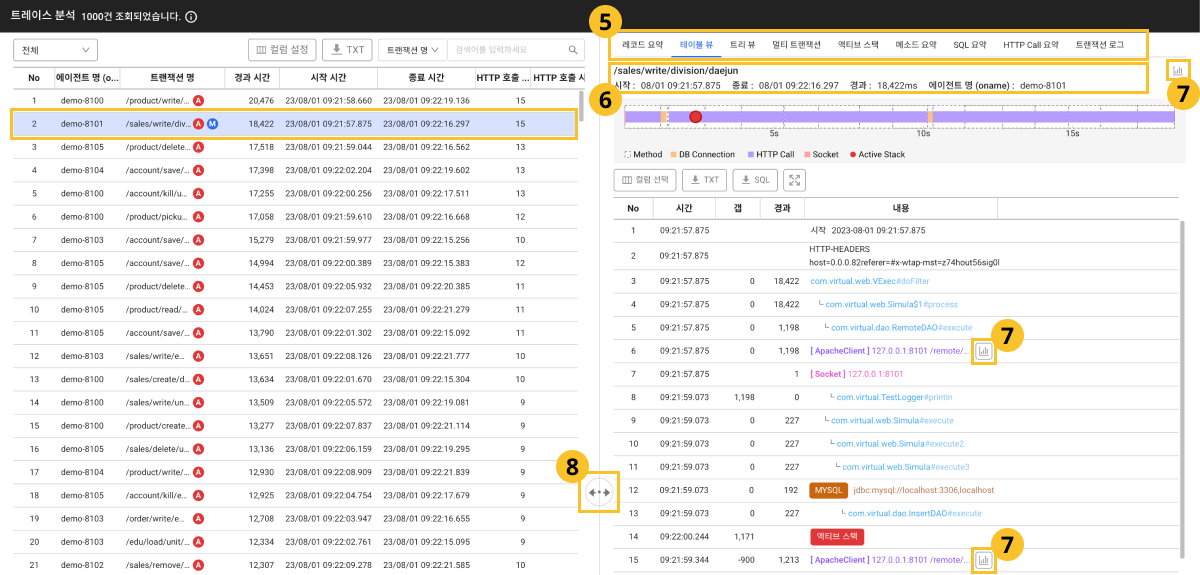 트레이스 분석 1000건 조회되었습니다.
전체
컬럼 설정
TXT
트랜잭션 명
검색어를 입력하세요
No 에이전트 명 (o... 트랜잭션 명 경과 시간 시작 시간 종료 시간 HTTP 호출 ... HTTP 호출 시
1 demo-8100 /product/write/... A 20,476 23/08/01 09:21:58.660 23/08/01 09:22:19.136 15
2 demo-8101 /sales/write/div... A M 18,422 23/08/01 09:21:57.875 23/08/01 09:22:16.297 15
3 demo-8105 /product/delete... A 17,518 23/08/01 09:21:59.044 23/08/01 09:22:16.562 13
4 demo-8104 /account/save/... A 17,398 23/08/01 09:22:02.204 23/08/01 09:22:19.602 13
5 demo-8100 /account/kill/u... A 17,255 23/08/01 09:22:00.256 23/08/01 09:22:17.511 13
6 demo-8100 /product/picku... A 17,058 23/08/01 09:21:59.610 23/08/01 09:22:16.668 12
7 demo-8103 /account/save/... A 15,279 23/08/01 09:21:59.977 23/08/01 09:22:15.256 10
8 demo-8105 /account/save/... A 14,994 23/08/01 09:22:00.389 23/08/01 09:22:15.383 12
9 demo-8105 /product/delete... A 14,453 23/08/01 09:22:05.932 23/08/01 09:22:20.385 11
10 demo-8105 /product/read/... A 14,024 23/08/01 09:22:07.255 23/08/01 09:22:21.279 11
11 demo-8105 /account/save/... A 13,790 23/08/01 09:22:01.302 23/08/01 09:22:15.092 11
12 demo-8103 /sales/write/e... A 13,651 23/08/01 09:22:08.126 23/08/01 09:22:21.777 10
13 demo-8100 /sales/create/d... A 13,634 23/08/01 09:22:01.670 23/08/01 09:22:15.304 10
14 demo-8100 /sales/write/un... A 13,509 23/08/01 09:22:05.572 23/08/01 09:22:19.081 9
15 demo-8100 /product/create... A 13,277 23/08/01 09:22:07.837 23/08/01 09:22:21.114 9
16 demo-8105 /sales/delete/u... A 13,136 23/08/01 09:22:06.159 23/08/01 09:22:19.295 9
17 demo-8104 /product/write/... A 12,930 23/08/01 09:22:08.909 23/08/01 09:22:21.839 9
18 demo-8105 /account/kill/e... A 12,925 23/08/01 09:22:04.754 23/08/01 09:22:17.679 9
19 demo-8103 /order/write/e... A 12,708 23/08/01 09:22:03.947 23/08/01 09:22:16.655 9
20 demo-8103 /edu/load/unit/... A 12,334 23/08/01 09:22:02.761 23/08/01 09:22:15.095 9
21 demo-8102 /sales/remove/... A 12,307 23/08/01 09:22:09.278 23/08/01 09:22:21.585 10
8
5
레코드 요약 테이블 뷰 트리 뷰 멀티 트랜잭션 액티브 스택 메소드 요약 SQL 요약 HTTP Call 요약 트랜잭션 로그
/sales/write/division/daejun
시작 : 08/01 09:21:57.875 종료 : 08/01 09:22:16.297 경과 : 18,422ms 에이전트 명 (oname) : demo-8101
6
7
5s 10s 15s
Method DB Connection HTTP Call Socket Active Stack
컬럼 선택 TXT SQL
No 시간 갭 경과 내용
1 09:21:57.875 시작 2023-08-01 09:21:57.875
2 09:21:57.875 HTTP-HEADERS
host=0.0.0.82referer=#x-wtap-mst=z74hout56sig0l
3 09:21:57.875 0 18,422 com.virtual.web.VExec#doFilter
4 09:21:57.875 0 18,422 com.virtual.web.Simula$1#process
5 09:21:57.875 0 1,198 com.virtual.dao.RemoteDAO#execute
6 09:21:57.875 0 1,198 [ ApacheClient ] 127.0.0.1:8101 /remote/...
7
7 09:21:57.875 1 [ Socket ] 127.0.0.1:8101
8 09:21:59.073 1,198 0 com.virtual.TestLogger#println
9 09:21:59.073 0 227 com.virtual.web.Simula#execute
10 09:21:59.073 0 227 com.virtual.web.Simula#execute2
11 09:21:59.073 0 227 com.virtual.web.Simula#execute3
12 09:21:59.073 0 192 MYSQL jdbc:mysql://localhost:3306,localhost
13 09:21:59.073 0 227 com.virtual.dao.InsertDAO#execute
14 09:22:00.244 1,171 액티브 스택
15 09:21:59.344 -900 1,213 [ ApacheClient ] 127.0.0.1:8101 /remote/...
7